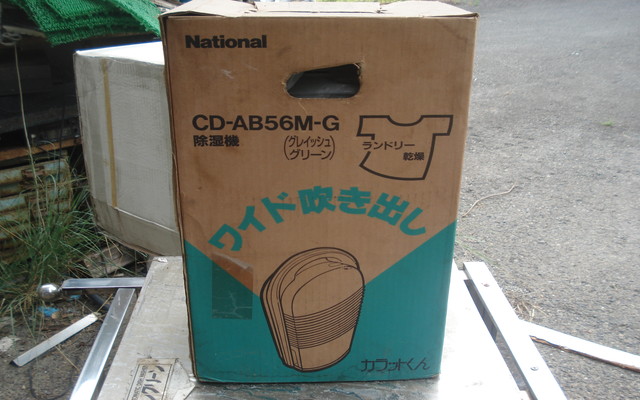 National
CD-AB56M-G
除湿機
(グレイッシュ
グリーン)
ランドリー
乾燥
ワイド吹き出し
カラットくん